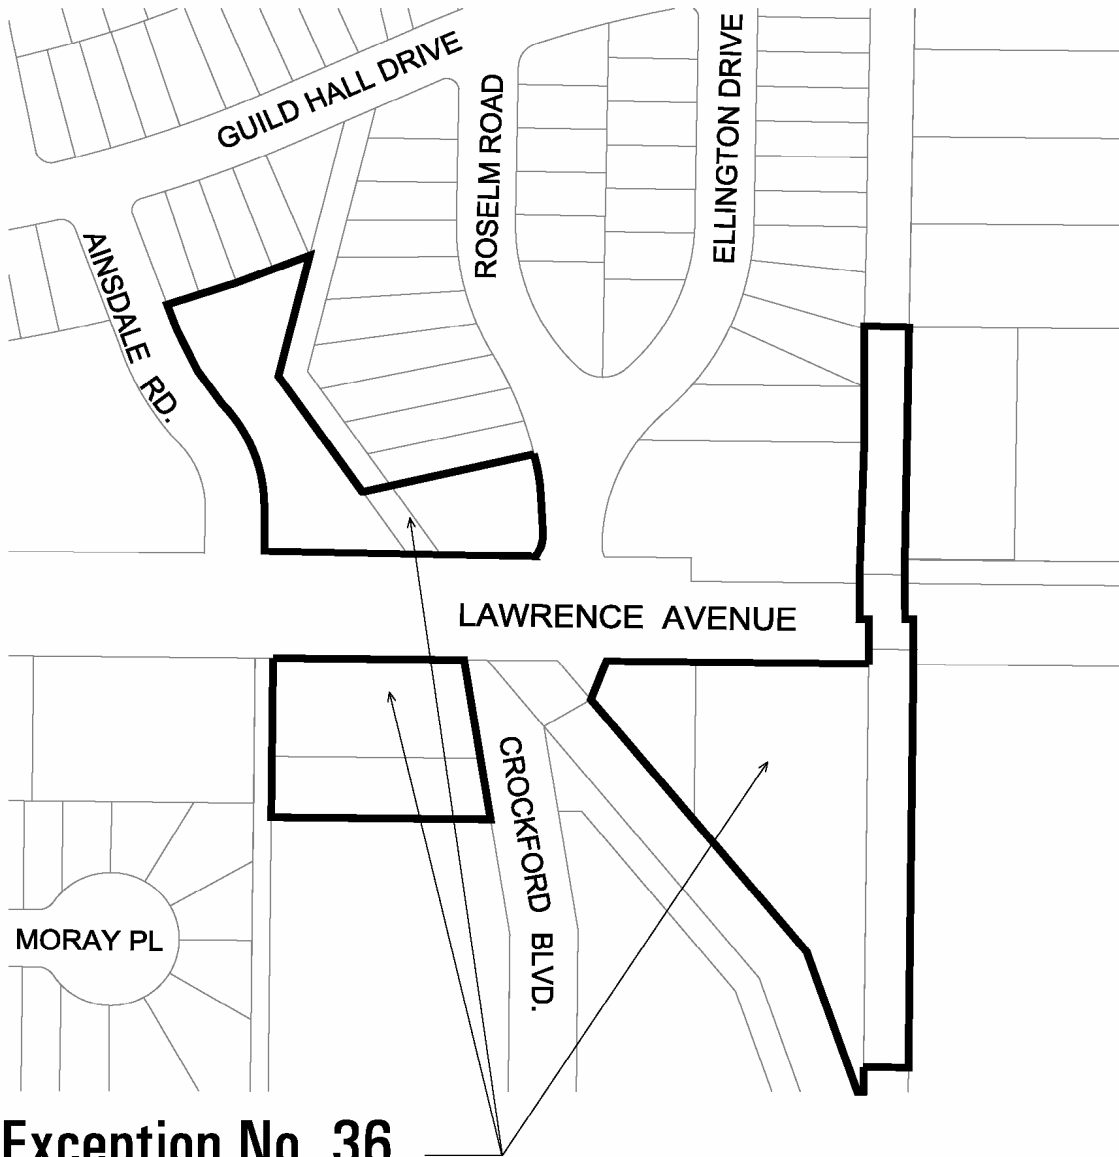 GUILD HALL DRIVE
ROSELM ROAD
ELLINGTON DRIVE
AINSDALE RD.
LAWRENCE AVENUE
CROCKFORD BLVD.
MORAY PL
Exception No. 36